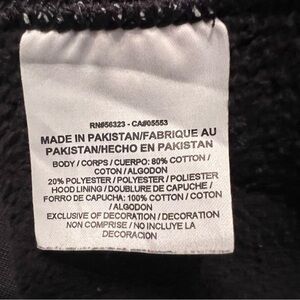 RN#56323 - CA#05553
MADE IN PAKISTAN/FABRIQUE AU
PAKISTAN/HECHO EN PAKISTAN
BODY / CORPS / CUERPO: 80% COTTON /
COTON / ALGODON
20% POLYESTER / POLYESTER / POLIESTER
HOOD LINING / DOUBLURE DE CAPUCHE /
FORRO DE CAPUCHA: 100% COTTON / COTON
/ ALGODON
EXCLUSIVE OF DECORATION / DECORATION
NON COMPRISE / NO INCLUYE LA
DECORACION